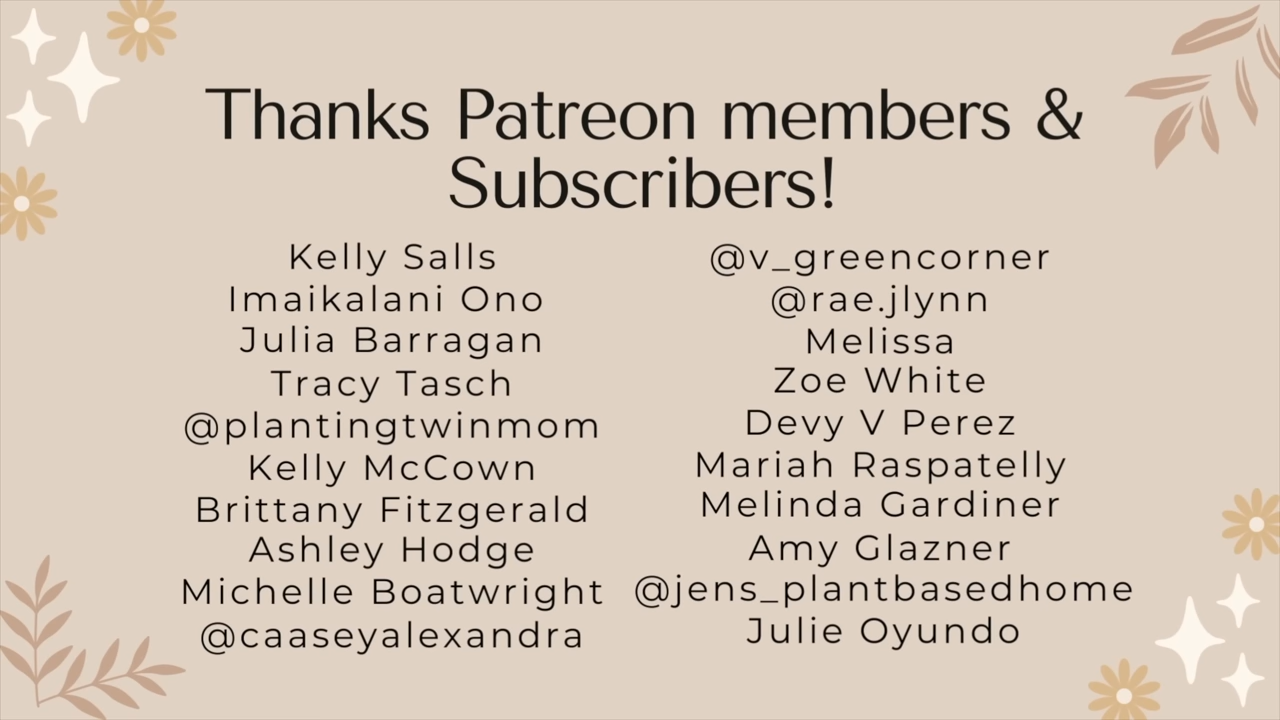 Thanks Patreon members &
Subscribers!
Kelly Salls
Imaikalani Ono
Julia Barragan
Tracy Tasch
@plantingtwinmom
Kelly McCown
Brittany Fitzgerald
Ashley Hodge
Michelle Boatwright
@caaseyalexandra
@v_greencorner
@rae.jlynn
Melissa
Zoe White
Devy V Perez
Mariah Raspatelly
Melinda Gardiner
Amy Glazner
@jens_plantbasedhome
Julie Oyundo